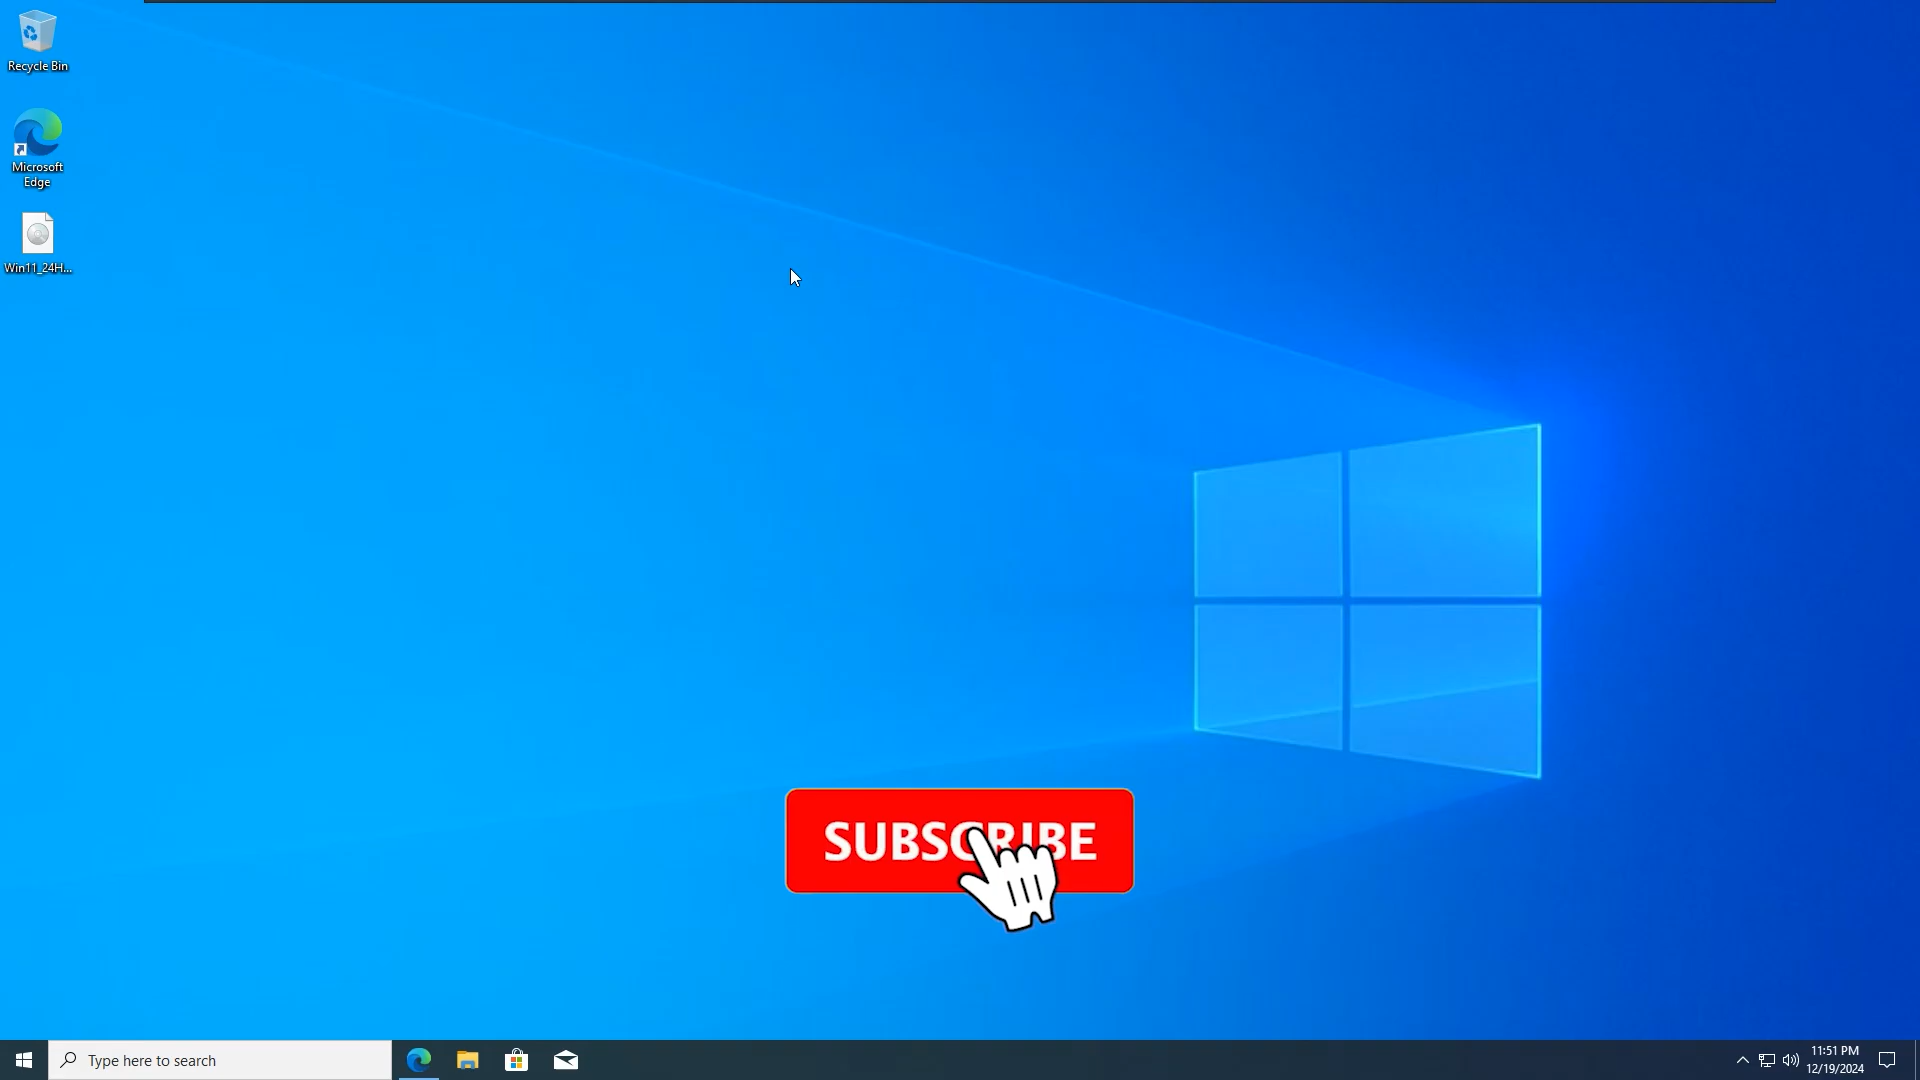 Recycle Bin
Microsoft
Edge
Win11_24H...
SUBSCRIBE
Type here to search
11:51 PM
12/19/2024